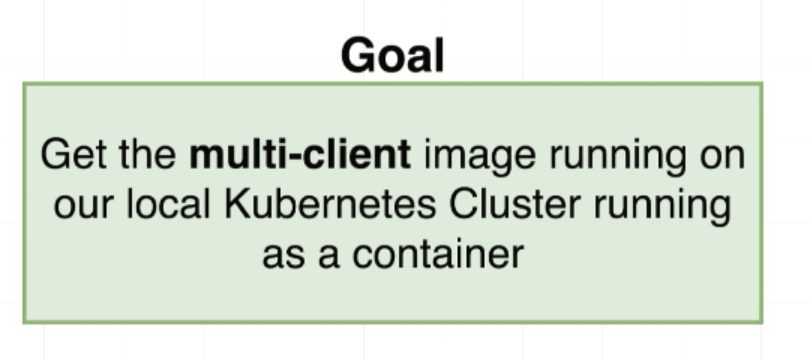 Goal
Get the multi-client image running on
our local Kubernetes Cluster running
as a container